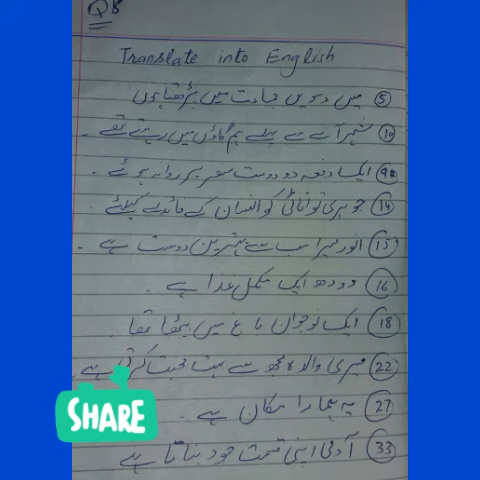 Q8
Translate into English
⑤ میں دسویں جماعت میں پڑھتا ہوں
⑩ شہر آنے سے پہلے ہم گاؤں میں رہتے تھے ۔
ایک دفعہ دو دوست سفر پر روانہ ہوئے ۔
⑭ جوہری توانائی کو انسان کے فائدے کیلئے ۔
⑮ انور میرا سب سے بہترین دوست ہے ۔
⑯ دودھ ایک مکمل غذا ہے ۔
⑱ ایک نوجوان باغ میں بیٹھا تھا
㉒ میری والدہ مجھ سے بہت محبت کرتی ہے
㉗ یہ ہمارا مکان ہے ۔
㉝ آدمی اپنی قسمت خود بناتا ہے
SHARE